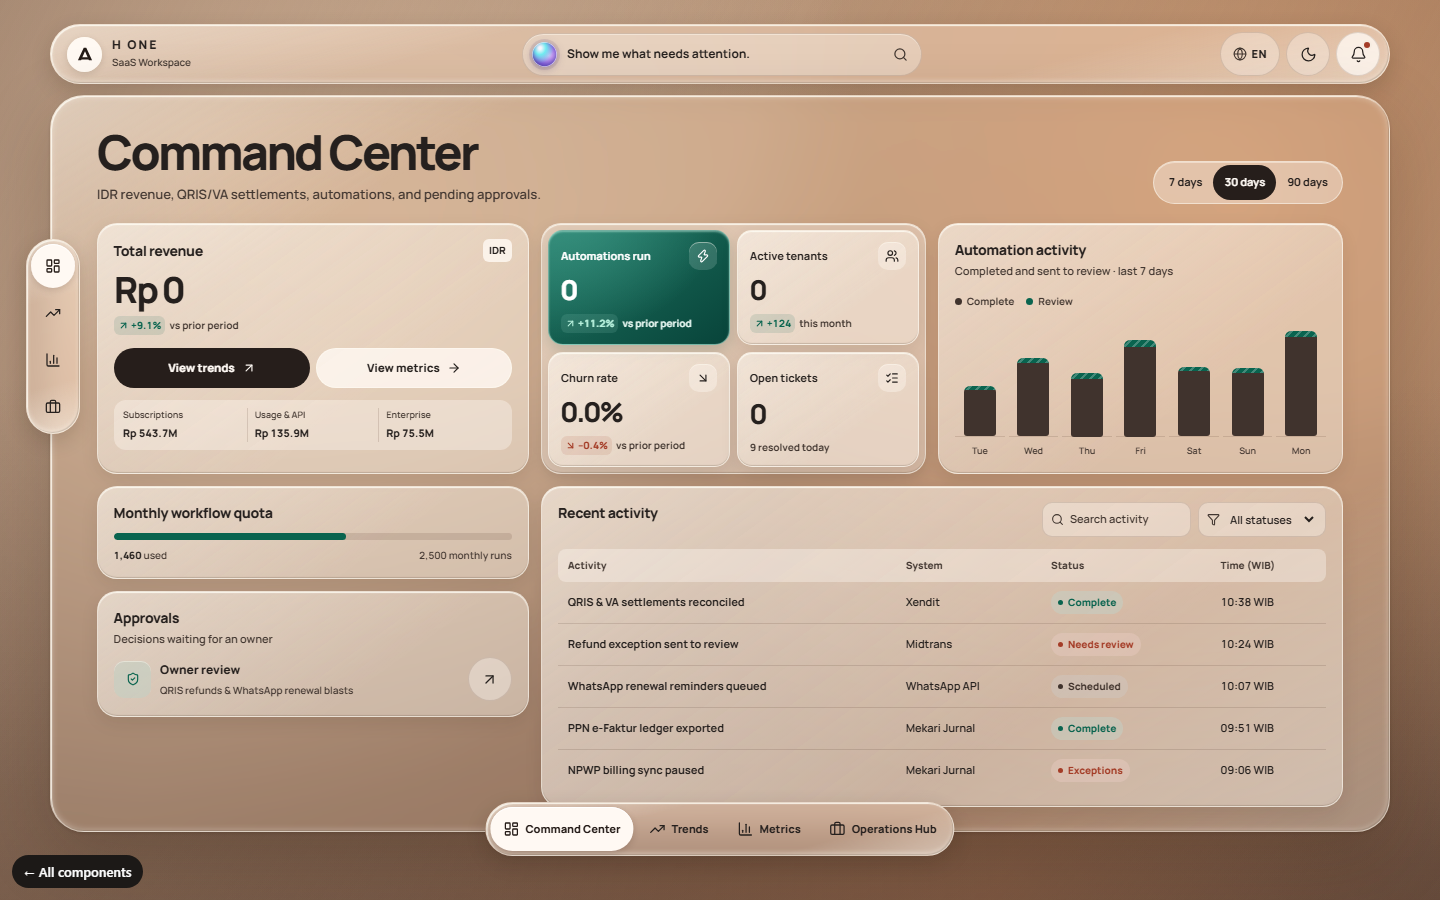 H ONE
SaaS Workspace
Show me what needs attention.
EN
Command Center
IDR revenue, QRIS/VA settlements, automations, and pending approvals.
7 days
30 days
90 days
Total revenue
IDR
Rp 0
+9.1% vs prior period
View trends
View metrics
Subscriptions
Rp 543.7M
Usage & API
Rp 135.9M
Enterprise
Rp 75.5M
Automations run
0
+11.2% vs prior period
Active tenants
0
+124 this month
Churn rate
0.0%
−0.4% vs prior period
Open tickets
0
9 resolved today
Automation activity
Completed and sent to review · last 7 days
Complete
Review
Tue Wed Thu Fri Sat Sun Mon
Monthly workflow quota
1,460 used
2,500 monthly runs
Approvals
Decisions waiting for an owner
Owner review
QRIS refunds & WhatsApp renewal blasts
Recent activity
Search activity
All statuses
Activity System Status Time (WIB)
QRIS & VA settlements reconciled Xendit Complete 10:38 WIB
Refund exception sent to review Midtrans Needs review 10:24 WIB
WhatsApp renewal reminders queued WhatsApp API Scheduled 10:07 WIB
PPN e-Faktur ledger exported Mekari Jurnal Complete 09:51 WIB
NPWP billing sync paused Mekari Jurnal Exceptions 09:06 WIB
Command Center
Trends
Metrics
Operations Hub
← All components